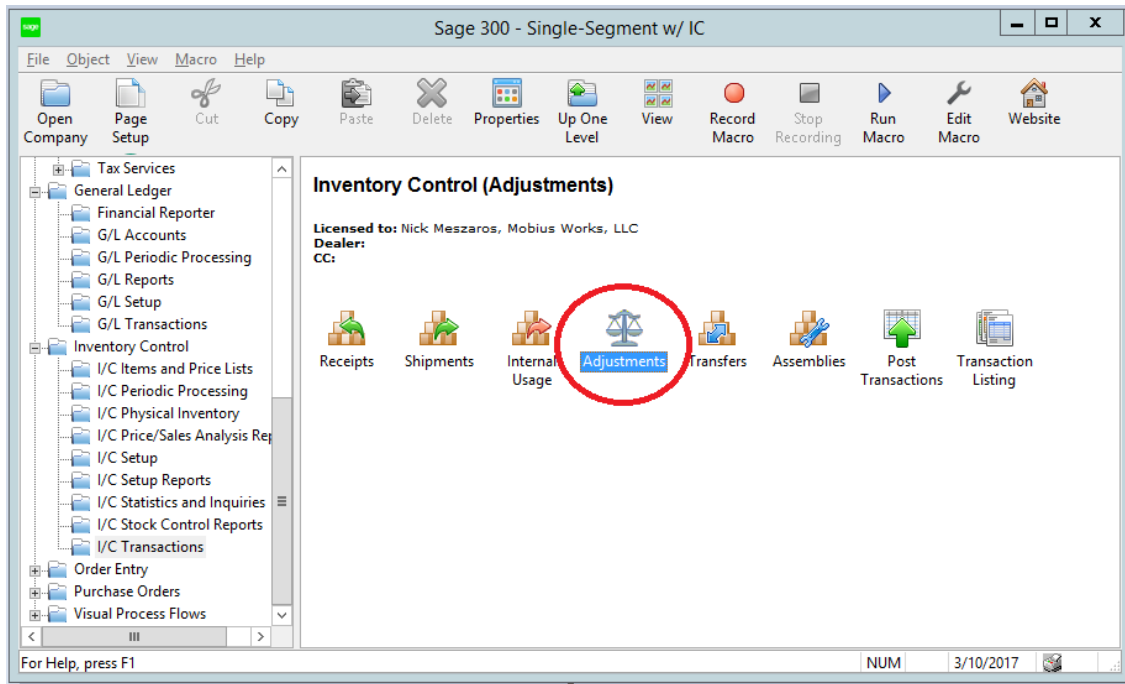 sage
Sage 300 - Single-Segment w/ IC
File Object View Macro Help
Open Company
Page Setup
Cut
Copy
Paste
Delete
Properties
Up One Level
View
Record Macro
Stop Recording
Run Macro
Edit Macro
Website
Tax Services
General Ledger
Financial Reporter
G/L Accounts
G/L Periodic Processing
G/L Reports
G/L Setup
G/L Transactions
Inventory Control
I/C Items and Price Lists
I/C Periodic Processing
I/C Physical Inventory
I/C Price/Sales Analysis Rep
I/C Setup
I/C Setup Reports
I/C Statistics and Inquiries
I/C Stock Control Reports
I/C Transactions
Order Entry
Purchase Orders
Visual Process Flows
Inventory Control (Adjustments)
Licensed to: Nick Meszaros, Mobius Works, LLC
Dealer:
CC:
Receipts
Shipments
Internal
Usage
Adjustments
Transfers
Assemblies
Post
Transactions
Transaction
Listing
For Help, press F1
NUM
3/10/2017